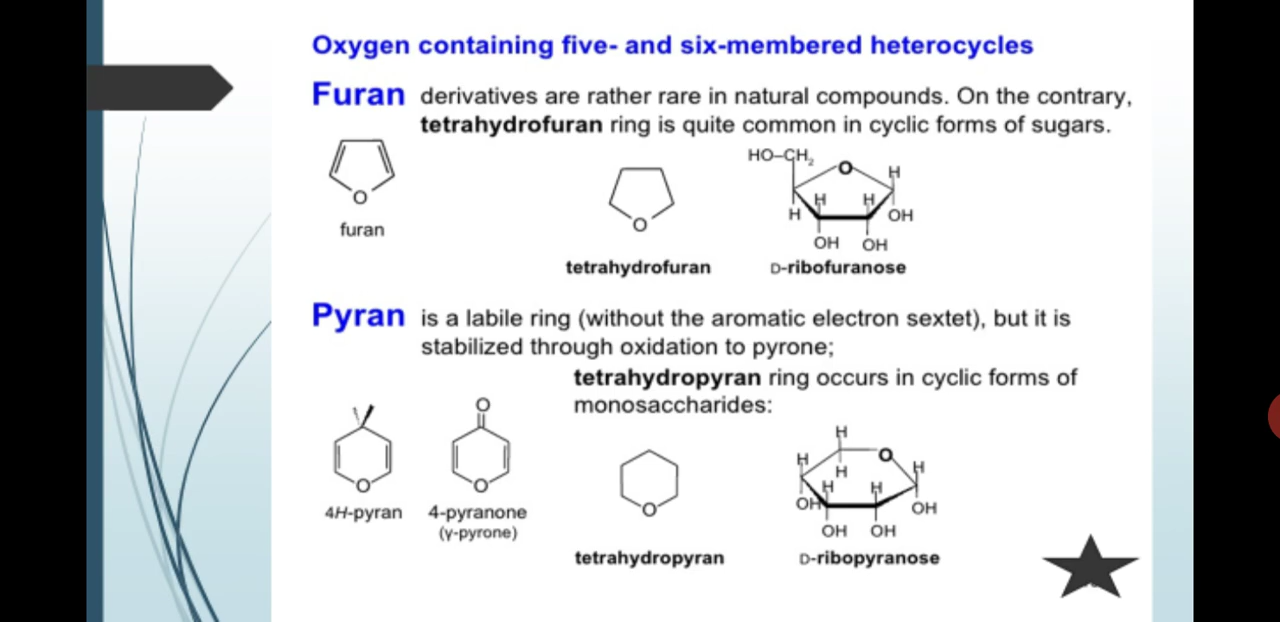 Oxygen containing five- and six-membered heterocycles
Furan derivatives are rather rare in natural compounds. On the contrary,
tetrahydrofuran ring is quite common in cyclic forms of sugars.
O
furan
O
tetrahydrofuran
HO–CH₂
O
H
H
H
H
OH
OH
OH
D-ribofuranose
Pyran is a labile ring (without the aromatic electron sextet), but it is
stabilized through oxidation to pyrone;
tetrahydropyran ring occurs in cyclic forms of
monosaccharides:
O
4H-pyran
O
O
4-pyranone
(γ-pyrone)
O
tetrahydropyran
H
O
H
H
H
H
H
OH
OH
OH
OH
D-ribopyranose